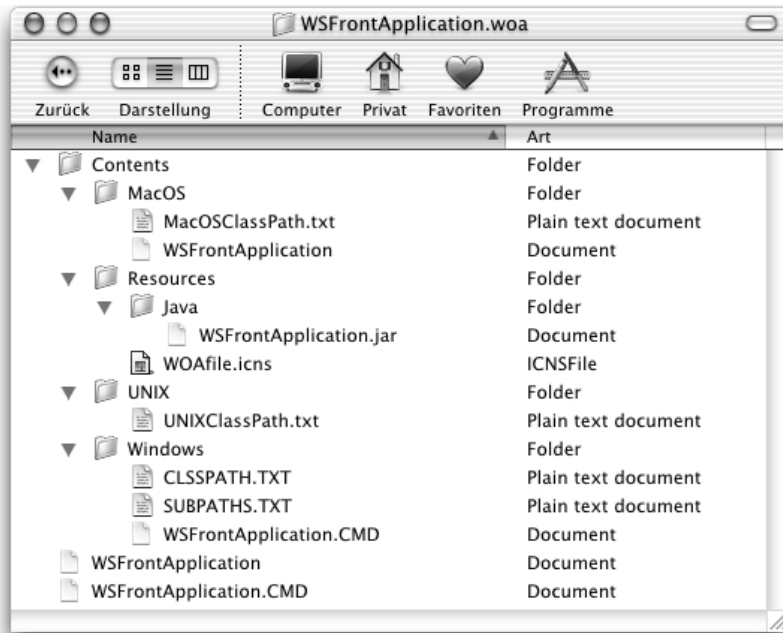 WSFrontApplication.woa
Zurück Darstellung Computer Privat Favoriten Programme
Name Art
Contents Folder
MacOS Folder
MacOSClassPath.txt Plain text document
WSFrontApplication Document
Resources Folder
Java Folder
WSFrontApplication.jar Document
WOAfile.icns ICNSFile
UNIX Folder
UNIXClassPath.txt Plain text document
Windows Folder
CLSSPATH.TXT Plain text document
SUBPATHS.TXT Plain text document
WSFrontApplication.CMD Document
WSFrontApplication Document
WSFrontApplication.CMD Document